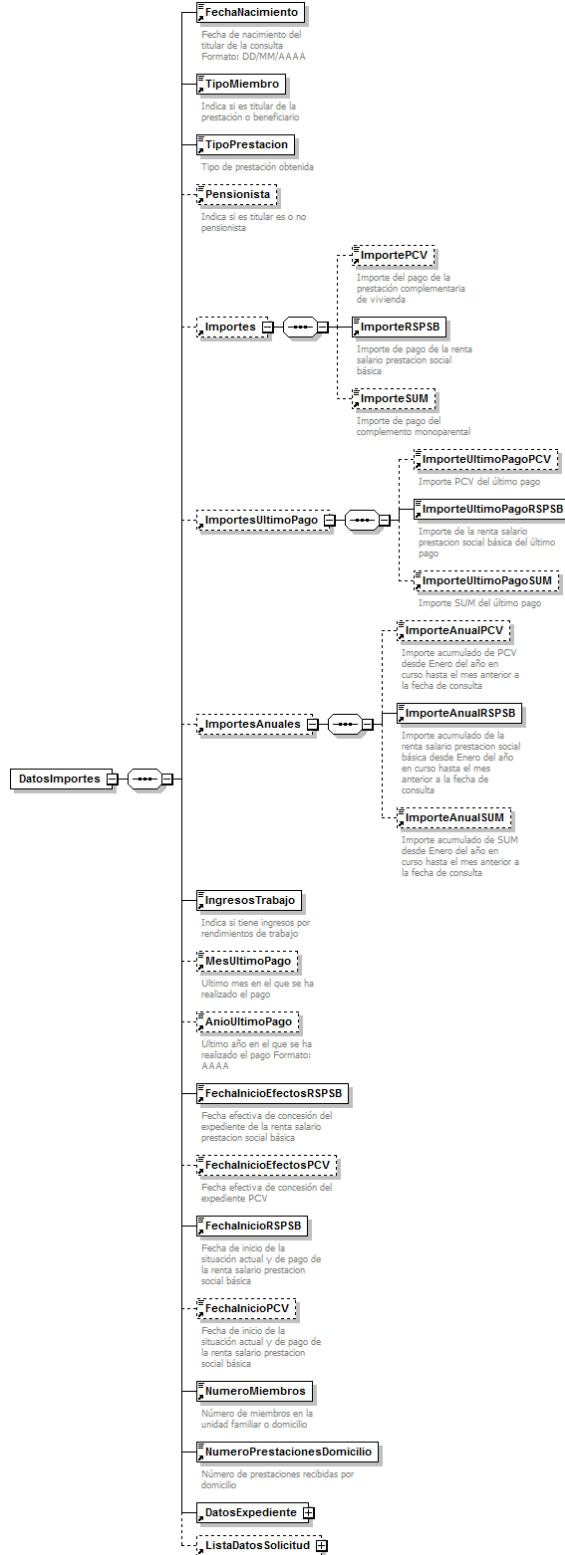 FechaNacimiento
Fecha de nacimiento del
titular de la consulta
Formato: DD/MM/AAAA
TipoMiembro
Indica si es titular de la
prestación o beneficiario
TipoPrestacion
Tipo de prestación obtenida
Pensionista
Indica si es titular es o no
pensionista
ImportePCV
Importe del pago de la
prestación complementaria
de vivienda
Importes
ImporteRSPSB
Importe de pago de la renta
salario prestacion social
básica
ImporteSUM
Importe de pago del
complemento monoparental
ImporteUltimoPagoPCV
Importe PCV del último pago
ImportesUltimoPago
ImporteUltimoPagoRSPSB
Importe de la renta salario
prestacion social básica del último
pago
ImporteUltimoPagoSUM
Importe SUM del último pago
ImporteAnualPCV
Importe acumulado de PCV
desde Enero del año en
curso hasta el mes anterior a
la fecha de consulta
ImportesAnuales
ImporteAnualRSPSB
Importe acumulado de la
renta salario prestacion social
básica desde Enero del año
en curso hasta el mes
anterior a la fecha de
consulta
DatosImportes
ImporteAnualSUM
Importe acumulado de SUM
desde Enero del año en
curso hasta el mes anterior a
la fecha de consulta
IngresosTrabajo
Indica si tiene ingresos por
rendimientos de trabajo
MesUltimoPago
Ultimo mes en el que se ha
realizado el pago
AnioUltimoPago
Último año en el que se ha
realizado el pago Formato:
AAAA
FechaInicioEfectosRSPSB
Fecha efectiva de concesión del
expediente de la renta salario
prestacion social básica
FechaInicioEfectosPCV
Fecha efectiva de concesión del
expediente PCV
FechaInicioRSPSB
Fecha de inicio de la
situación actual y de pago de
la renta salario prestacion
social básica
FechaInicioPCV
Fecha de inicio de la
situación actual y de pago de
la renta salario prestacion
social básica
NumeroMiembros
Número de miembros en la
unidad familiar o domicilio
NumeroPrestacionesDomicilio
Número de prestaciones recibidas por
domicilio
DatosExpediente
ListaDatosSolicitud